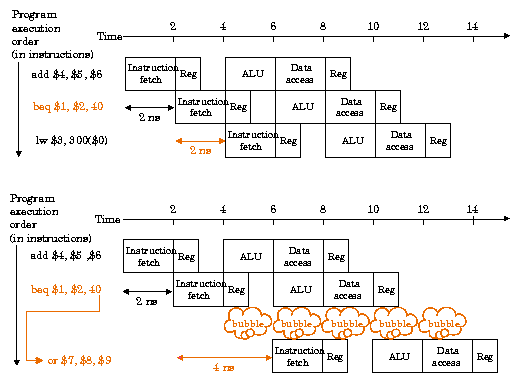 Program
execution
order
(in instructions)
Time
2 4 6 8 10 12 14
add $4, $5, $6
Instruction
fetch
Reg
ALU
Data
access
Reg
beq $1, $2, 40
2 ns
Instruction
fetch
Reg
ALU
Data
access
Reg
lw $3, 300($0)
2 ns
Instruction
fetch
Reg
ALU
Data
access
Reg
Program
execution
order
(in instructions)
Time
2 4 6 8 10 12 14
add $4, $5 ,$6
Instruction
fetch
Reg
ALU
Data
access
Reg
beq $1, $2, 40
2 ns
Instruction
fetch
Reg
ALU
Data
access
Reg
bubble bubble bubble bubble bubble
or $7, $8, $9
4 ns
Instruction
fetch
Reg
ALU
Data
access
Reg